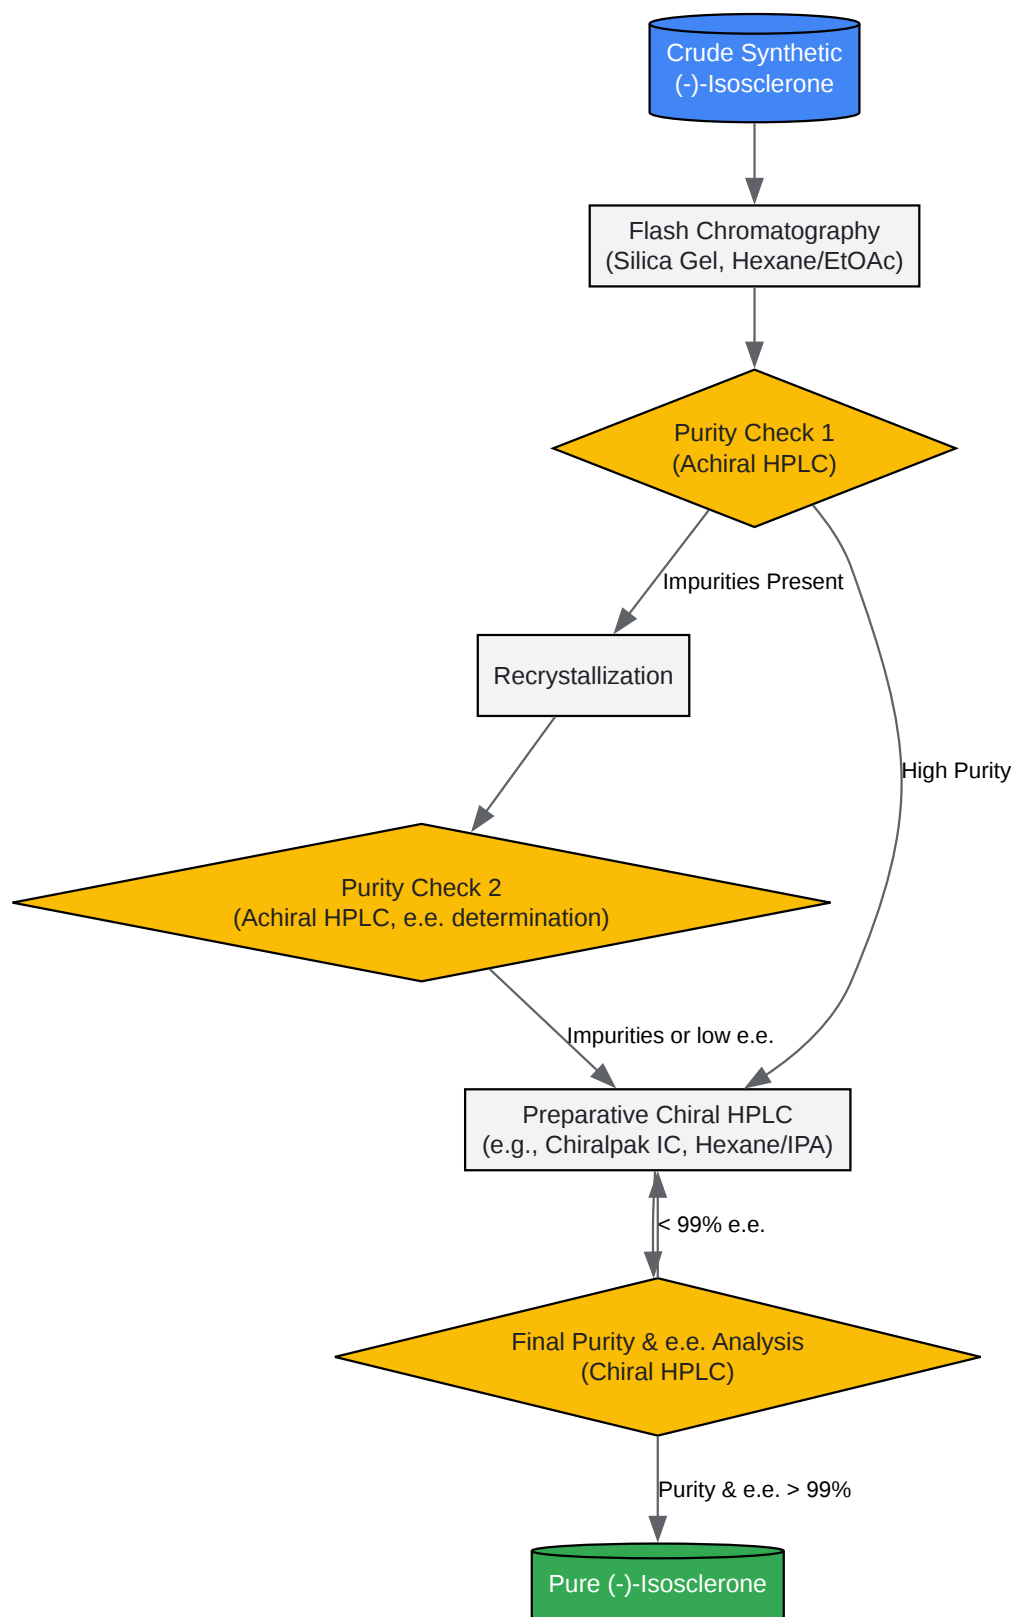 Crude Synthetic
(-)-Isosclerone
Flash Chromatography
(Silica Gel, Hexane/EtOAc)
Purity Check 1
(Achiral HPLC)
Impurities Present
Recrystallization
High Purity
Purity Check 2
(Achiral HPLC, e.e. determination)
Impurities or low e.e.
Preparative Chiral HPLC
(e.g., Chiralpak IC, Hexane/IPA)
< 99% e.e.
Final Purity & e.e. Analysis
(Chiral HPLC)
Purity & e.e. > 99%
Pure (-)-Isosclerone